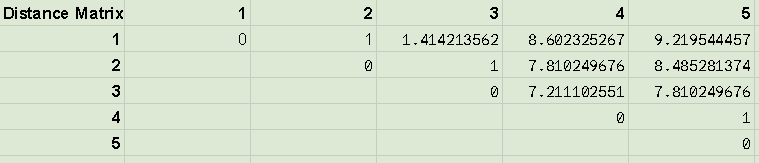 Distance Matrix 1 2 3 4 5
1 0 1 1.414213562 8.602325267 9.219544457
2 0 1 7.810249676 8.485281374
3 0 7.211102551 7.810249676
4 0 1
5 0